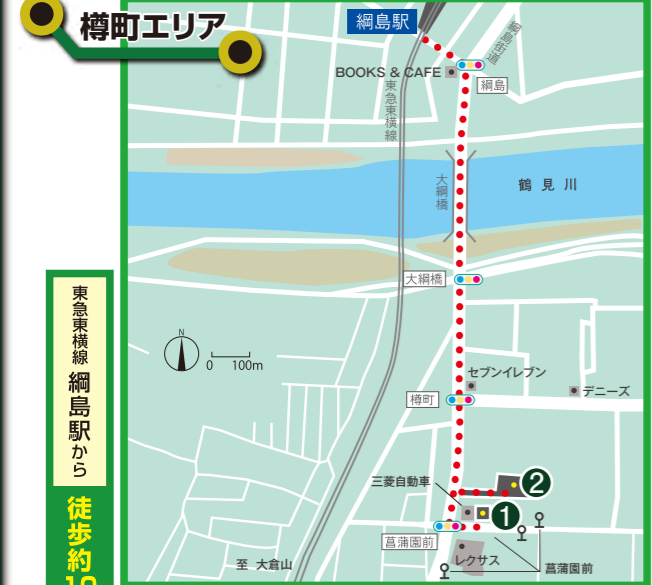 樽町エリア
綱島駅
綱島街道
BOOKS & CAFE
綱島
東急東横線
大綱橋
鶴見川
大綱橋
N
0 100m
セブンイレブン
デニーズ
樽町
三菱自動車
2
1
菖蒲園前
レクサス
至 大倉山
菖蒲園前
東急東横線 綱島駅から
徒歩約